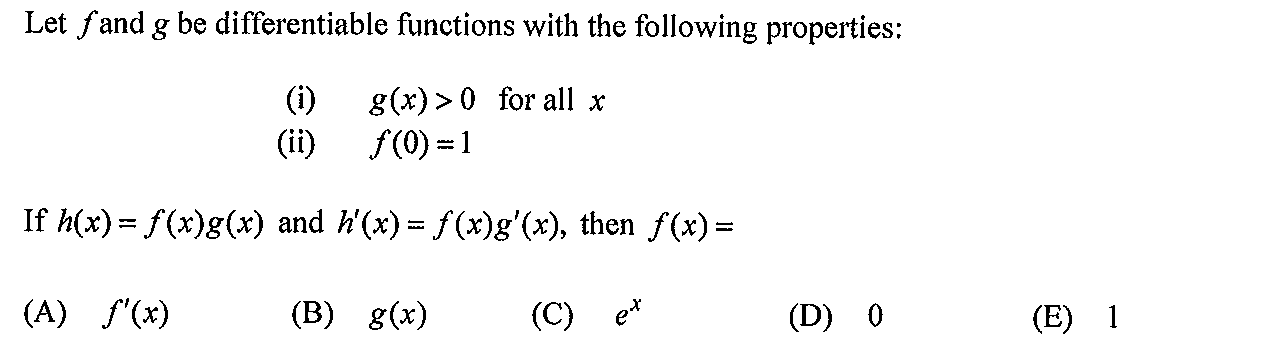 Let f and g be differentiable functions with the following properties:
(i) g(x) > 0 for all x
(ii) f(0) = 1
If h(x) = f(x)g(x) and h'(x) = f(x)g'(x), then f(x) =
(A) f'(x) (B) g(x) (C) eˣ (D) 0 (E) 1